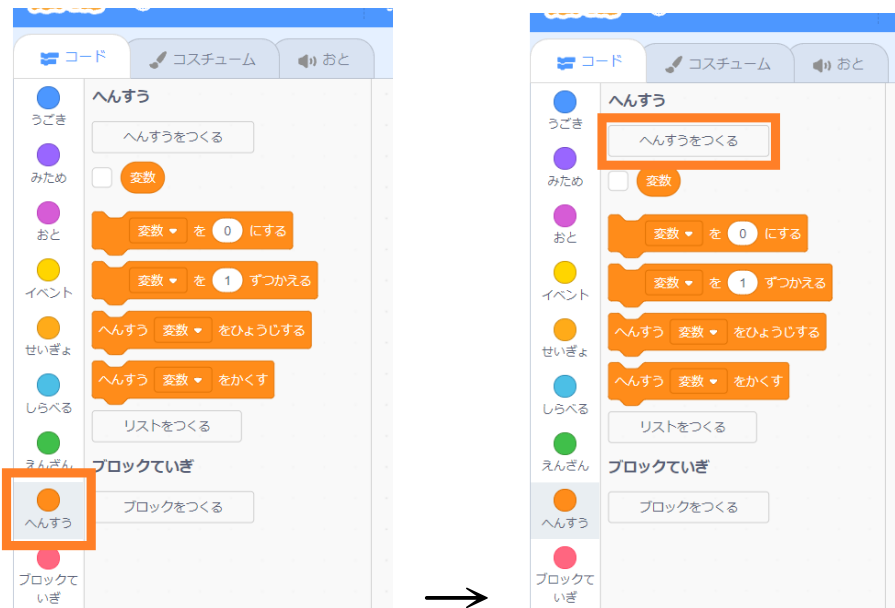 コード
コスチューム
おと
うごき
みため
おと
イベント
せいぎょ
しらべる
えんざん
へんすう
ブロックて
いぎ
へんすう
へんすうをつくる
変数
変数 を 0 にする
変数 を 1 ずつかえる
へんすう 変数 をひょうじする
へんすう 変数 をかくす
リストをつくる
ブロックていぎ
ブロックをつくる
コード
コスチューム
おと
うごき
みため
おと
イベント
せいぎょ
しらべる
えんざん
へんすう
ブロックて
いぎ
へんすう
へんすうをつくる
変数
変数 を 0 にする
変数 を 1 ずつかえる
へんすう 変数 をひょうじする
へんすう 変数 をかくす
リストをつくる
ブロックていぎ
ブロックをつくる